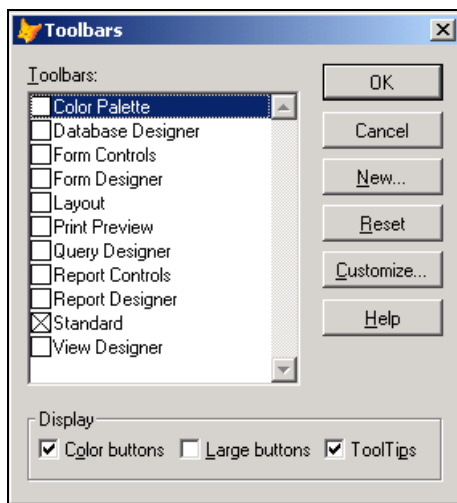 Toolbars
Toolbars:
Color Palette
Database Designer
Form Controls
Form Designer
Layout
Print Preview
Query Designer
Report Controls
Report Designer
Standard
View Designer
OK
Cancel
New...
Reset
Customize...
Help
Display
Color buttons
Large buttons
ToolTips